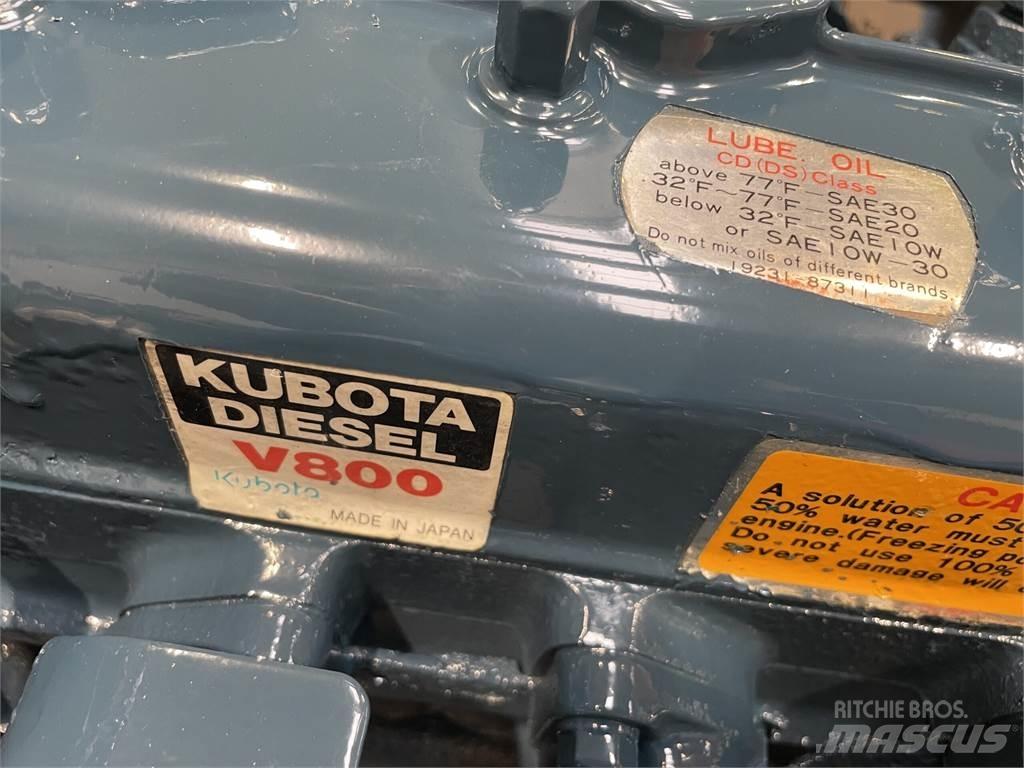 LUBE. OIL
CD(DS)Class
above 77°F—SAE30
32°F~77°F—SAE20
below 32°F—SAE10W
or SAE10W—30
Do not mix oils of different brands.
19231-87311
KUBOTA
DIESEL
V800
Kubota
MADE IN JAPAN
CA
A solution of 50
50% water must
engine.(Freezing po
Do not use 100%
severe damage will
RITCHIE BROS.
MASCUS